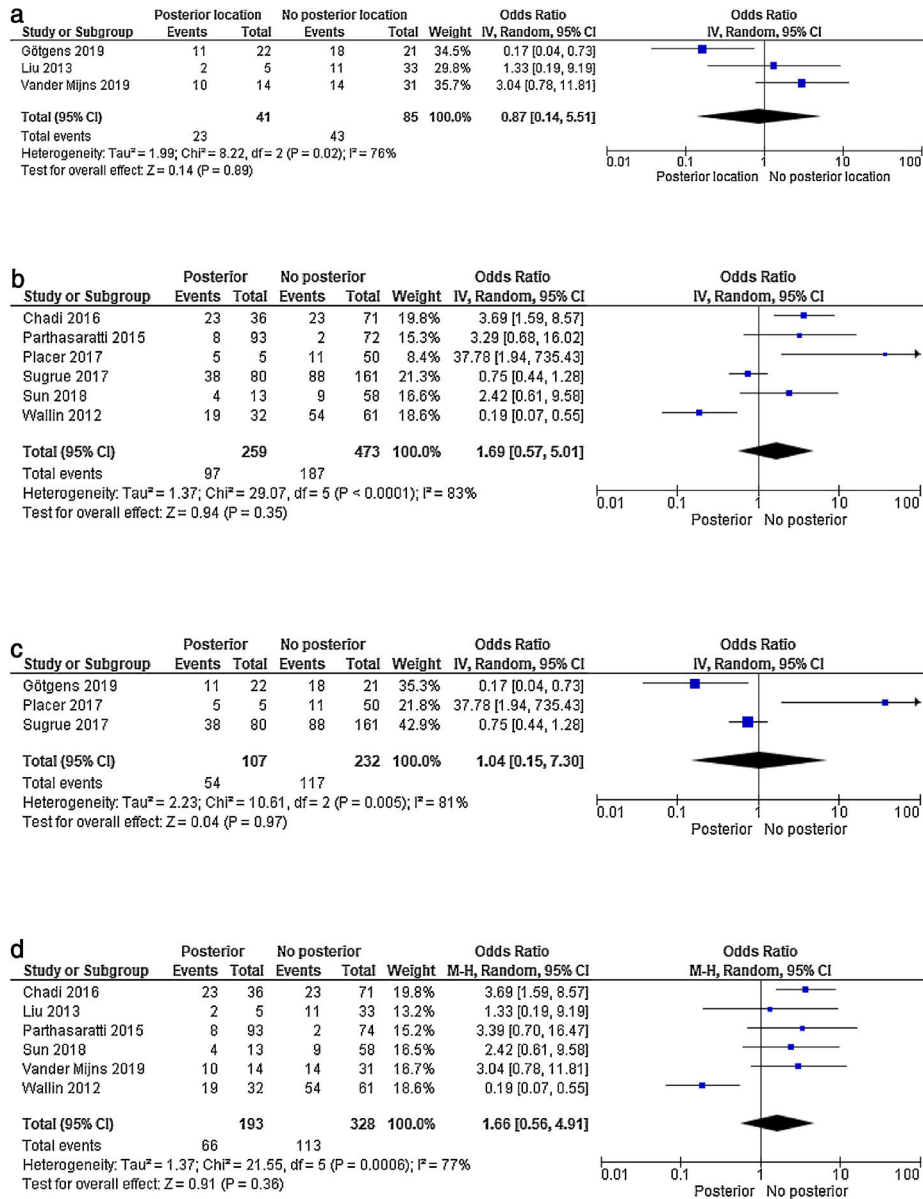 a
Posterior location No posterior location Odds Ratio Odds Ratio
Study or Subgroup Events Total Events Total Weight IV, Random, 95% CI IV, Random, 95% CI
Götgens 2019 11 22 18 21 34.5% 0.17 [0.04, 0.73]
Liu 2013 2 5 11 33 29.8% 1.33 [0.19, 9.19]
Vander Mijns 2019 10 14 14 31 35.7% 3.04 [0.78, 11.81]
Total (95% CI) 41 85 100.0% 0.87 [0.14, 5.51]
Total events 23 43
Heterogeneity: Tau² = 1.99; Chi² = 8.22, df = 2 (P = 0.02); I² = 76%
Test for overall effect: Z = 0.14 (P = 0.89)
0.01 0.1 1 10 100
Posterior location No posterior location
b
Posterior No posterior Odds Ratio Odds Ratio
Study or Subgroup Events Total Events Total Weight IV, Random, 95% CI IV, Random, 95% CI
Chadi 2016 23 36 23 71 19.8% 3.69 [1.59, 8.57]
Parthasaratti 2015 8 93 2 72 15.3% 3.29 [0.68, 16.02]
Placer 2017 5 5 11 50 8.4% 37.78 [1.94, 735.43]
Sugrue 2017 38 80 88 161 21.3% 0.75 [0.44, 1.28]
Sun 2018 4 13 9 58 16.6% 2.42 [0.61, 9.58]
Wallin 2012 19 32 54 61 18.6% 0.19 [0.07, 0.55]
Total (95% CI) 259 473 100.0% 1.69 [0.57, 5.01]
Total events 97 187
Heterogeneity: Tau² = 1.37; Chi² = 29.07, df = 5 (P < 0.0001); I² = 83%
Test for overall effect: Z = 0.94 (P = 0.35)
0.01 0.1 1 10 100
Posterior No posterior
c
Posterior No posterior Odds Ratio Odds Ratio
Study or Subgroup Events Total Events Total Weight IV, Random, 95% CI IV, Random, 95% CI
Götgens 2019 11 22 18 21 35.3% 0.17 [0.04, 0.73]
Placer 2017 5 5 11 50 21.8% 37.78 [1.94, 735.43]
Sugrue 2017 38 80 88 161 42.9% 0.75 [0.44, 1.28]
Total (95% CI) 107 232 100.0% 1.04 [0.15, 7.30]
Total events 54 117
Heterogeneity: Tau² = 2.23; Chi² = 10.61, df = 2 (P = 0.005); I² = 81%
Test for overall effect: Z = 0.04 (P = 0.97)
0.01 0.1 1 10 100
Posterior No posterior
d
Posterior No posterior Odds Ratio Odds Ratio
Study or Subgroup Events Total Events Total Weight M-H, Random, 95% CI M-H, Random, 95% CI
Chadi 2016 23 36 23 71 19.8% 3.69 [1.59, 8.57]
Liu 2013 2 5 11 33 13.2% 1.33 [0.19, 9.19]
Parthasaratti 2015 8 93 2 74 15.2% 3.39 [0.70, 16.47]
Sun 2018 4 13 9 58 16.5% 2.42 [0.61, 9.58]
Vander Mijns 2019 10 14 14 31 16.7% 3.04 [0.78, 11.81]
Wallin 2012 19 32 54 61 18.6% 0.19 [0.07, 0.55]
Total (95% CI) 193 328 100.0% 1.66 [0.56, 4.91]
Total events 66 113
Heterogeneity: Tau² = 1.37; Chi² = 21.55, df = 5 (P = 0.0006); I² = 77%
Test for overall effect: Z = 0.91 (P = 0.36)
0.01 0.1 1 10 100
Posterior No posterior